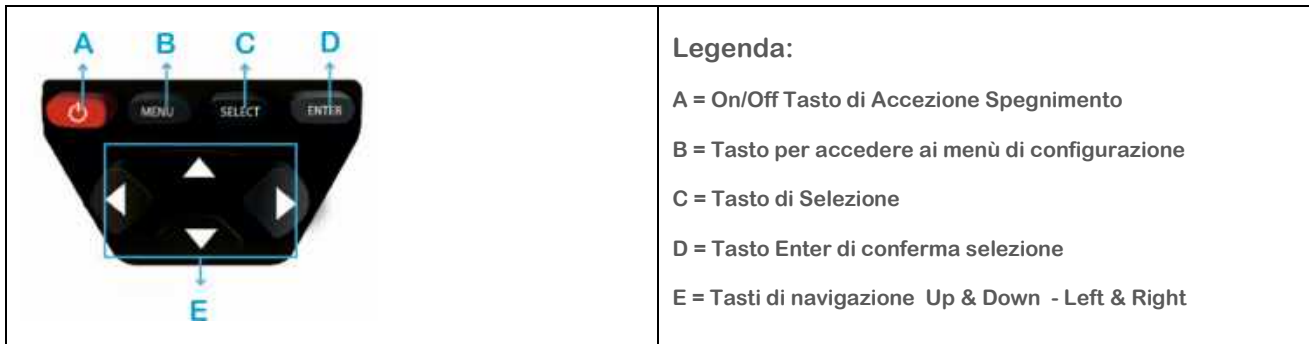 A B C D
MENU SELECT ENTER
E
Legenda:
A = On/Off Tasto di Accezione Spegnimento
B = Tasto per accedere ai menù di configurazione
C = Tasto di Selezione
D = Tasto Enter di conferma selezione
E = Tasti di navigazione Up & Down - Left & Right